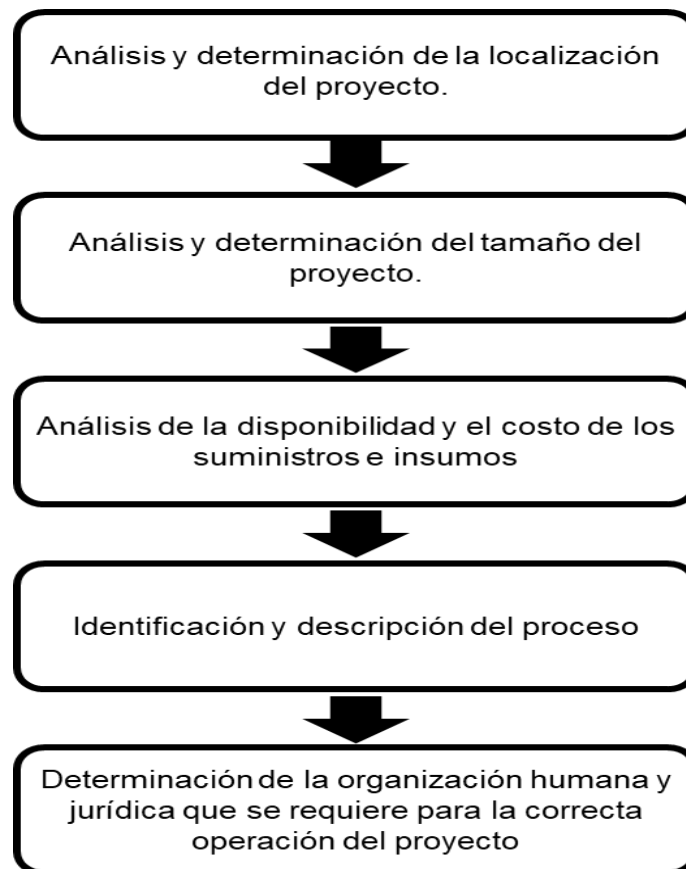 Análisis y determinación de la localización
del proyecto.
Análisis y determinación del tamaño del
proyecto.
Análisis de la disponibilidad y el costo de los
suministros e insumos
Identificación y descripción del proceso
Determinación de la organización humana y
jurídica que se requiere para la correcta
operación del proyecto